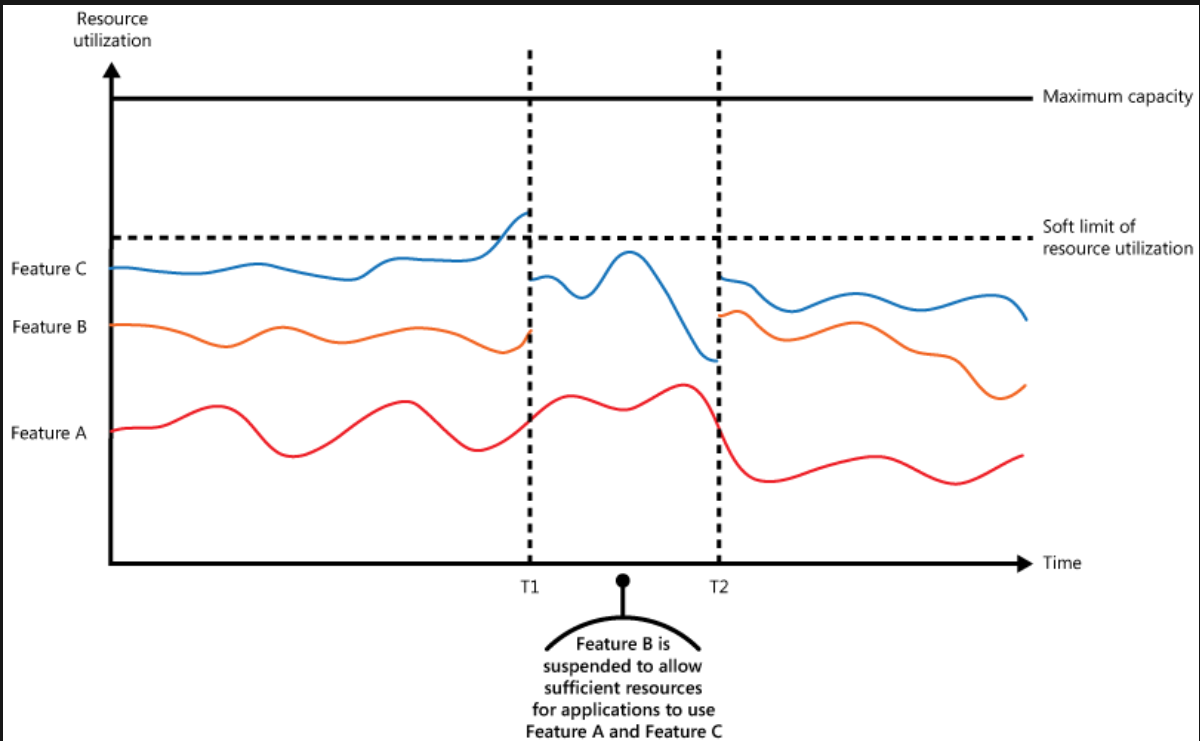 Resource
utilization
Maximum capacity
Soft limit of
resource utilization
Feature C
Feature B
Feature A
Time
T1
T2
Feature B is
suspended to allow
sufficient resources
for applications to use
Feature A and Feature C